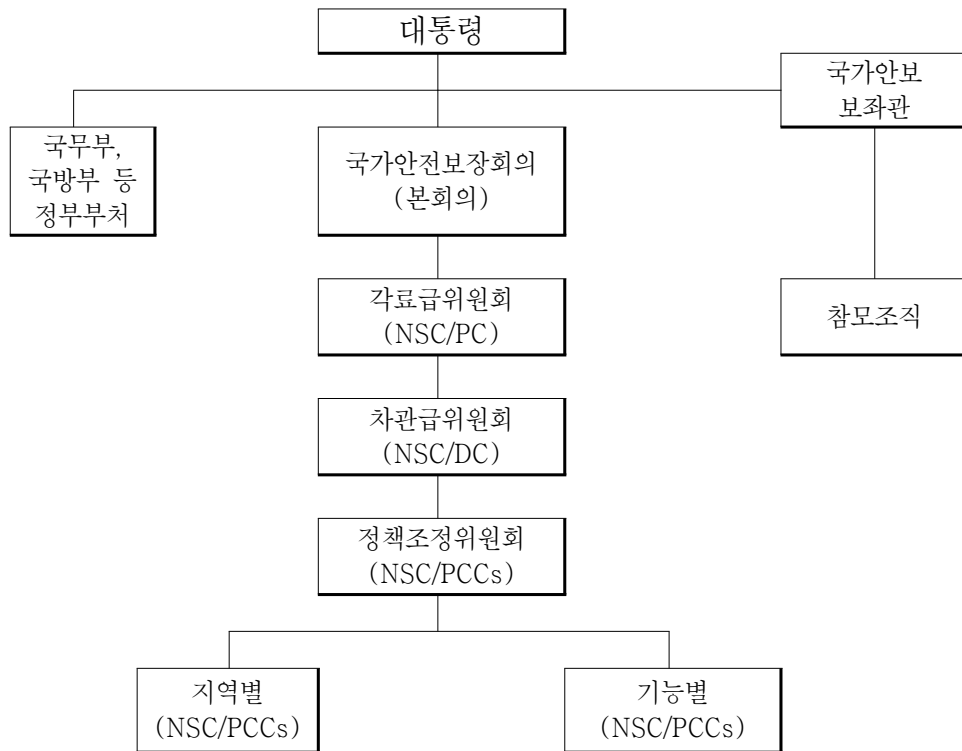 대통령
국가안보
보좌관
국무부,
국방부 등
정부부처
국가안전보장회의
(본회의)
각료급위원회
(NSC/PC)
참모조직
차관급위원회
(NSC/DC)
정책조정위원회
(NSC/PCCs)
지역별
(NSC/PCCs)
기능별
(NSC/PCCs)